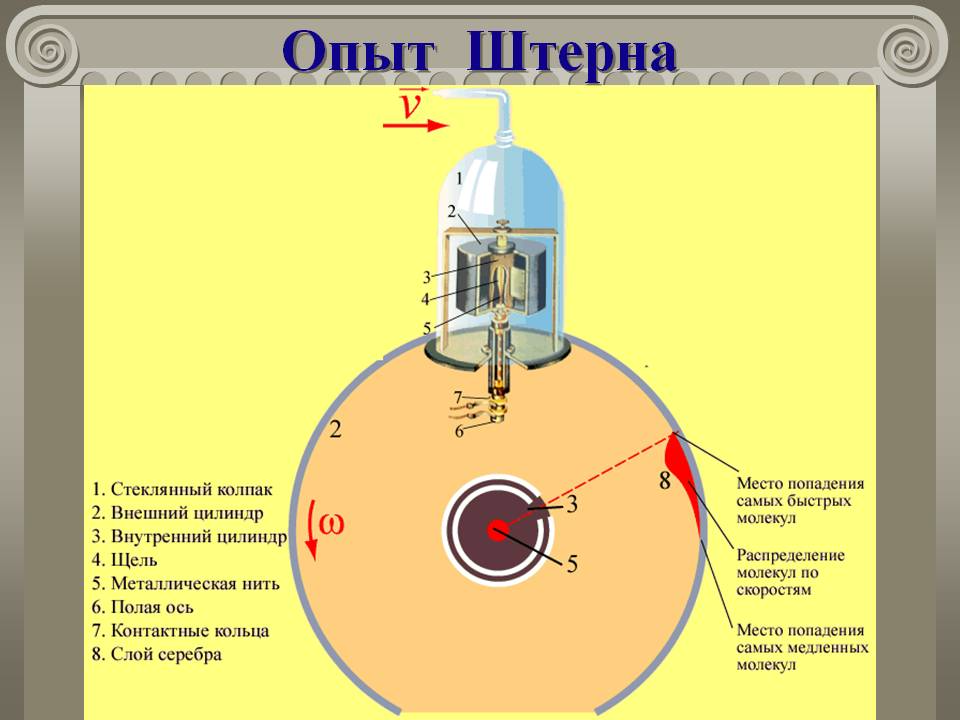 Опыт Штерна
v
1
2
3
4
5
7
6
2
8
3
5
ω
1. Стеклянный колпак
2. Внешний цилиндр
3. Внутренний цилиндр
4. Щель
5. Металлическая нить
6. Полая ось
7. Контактные кольца
8. Слой серебра
Место попадения
самых быстрых
молекул
Распределение
молекул по
скоростям
Место попадения
самых медленных
молекул